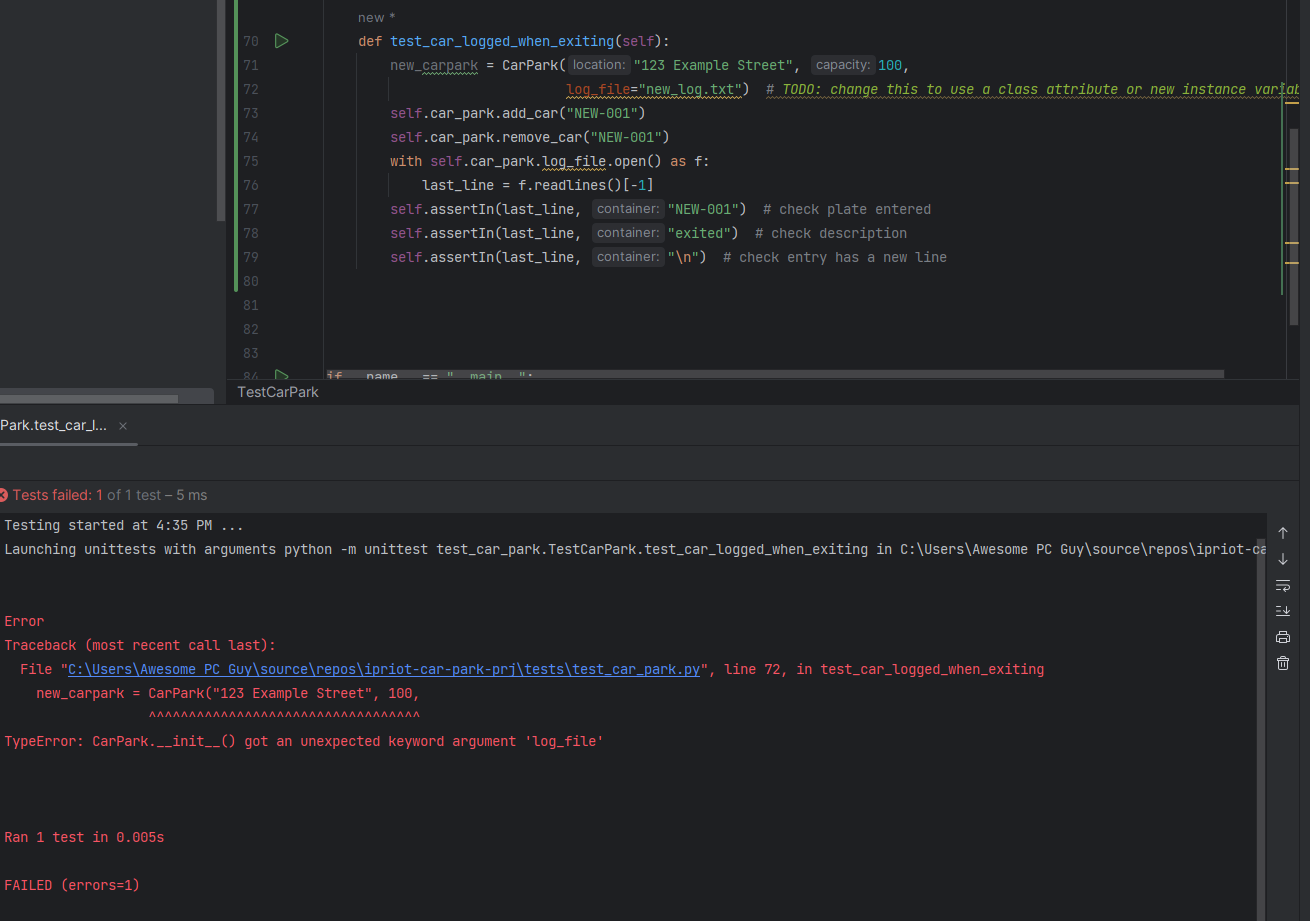 new *
70 def test_car_logged_when_exiting(self):
71 new_carpark = CarPark( location: "123 Example Street", capacity: 100,
72 log_file="new_log.txt") # TODO: change this to use a class attribute or new instance variab
73 self.car_park.add_car("NEW-001")
74 self.car_park.remove_car("NEW-001")
75 with self.car_park.log_file.open() as f:
76 last_line = f.readlines()[-1]
77 self.assertIn(last_line, container: "NEW-001") # check plate entered
78 self.assertIn(last_line, container: "exited") # check description
79 self.assertIn(last_line, container: "\n") # check entry has a new line
80
81
82
83
84 if __name__ == "__main__":
TestCarPark
Park.test_car_l... ×
Tests failed: 1 of 1 test – 5 ms
Testing started at 4:35 PM ...
Launching unittests with arguments python -m unittest test_car_park.TestCarPark.test_car_logged_when_exiting in C:\Users\Awesome PC Guy\source\repos\ipriot-ca
Error
Traceback (most recent call last):
File "C:\Users\Awesome PC Guy\source\repos\ipriot-car-park-prj\tests\test_car_park.py", line 72, in test_car_logged_when_exiting
new_carpark = CarPark("123 Example Street", 100,
^^^^^^^^^^^^^^^^^^^^^^^^^^^^^^^^^^
TypeError: CarPark.__init__() got an unexpected keyword argument 'log_file'
Ran 1 test in 0.005s
FAILED (errors=1)